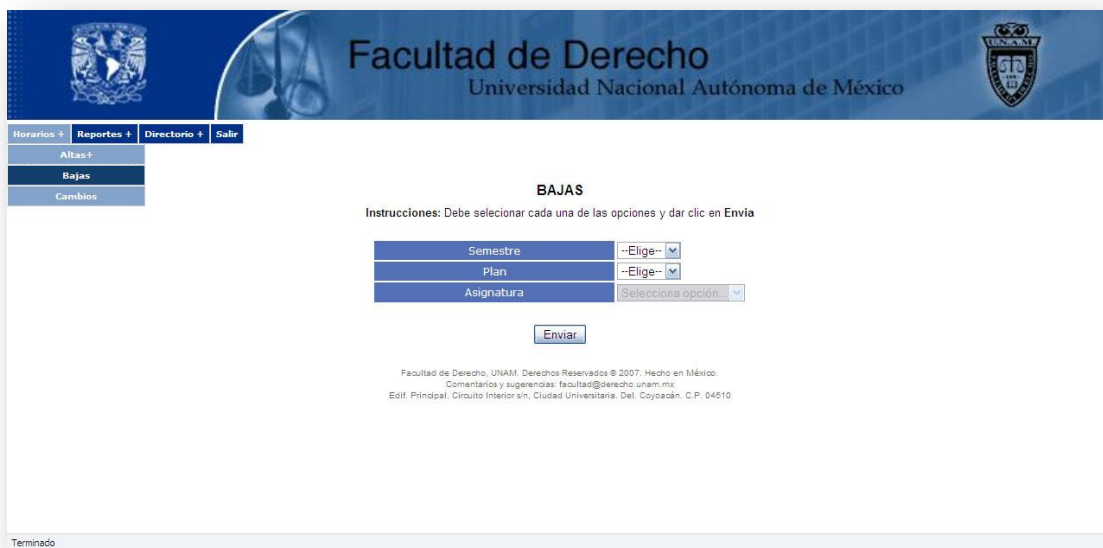 Facultad de Derecho
Universidad Nacional Autónoma de México
U.N.A.M.
Horarios + Reportes + Directorio + Salir
Altas+
Bajas
Cambios
BAJAS
Instrucciones: Debe selecionar cada una de las opciones y dar clic en Envia
Semestre --Elige--
Plan --Elige--
Asignatura Selecciona opción...
Enviar
Facultad de Derecho, UNAM. Derechos Reservados © 2007. Hecho en México.
Comentarios y sugerencias: facultad@derecho.unam.mx
Edif. Principal. Circuito Interior s/n, Ciudad Universitaria. Del. Coyoacán. C.P. 04510
Terminado